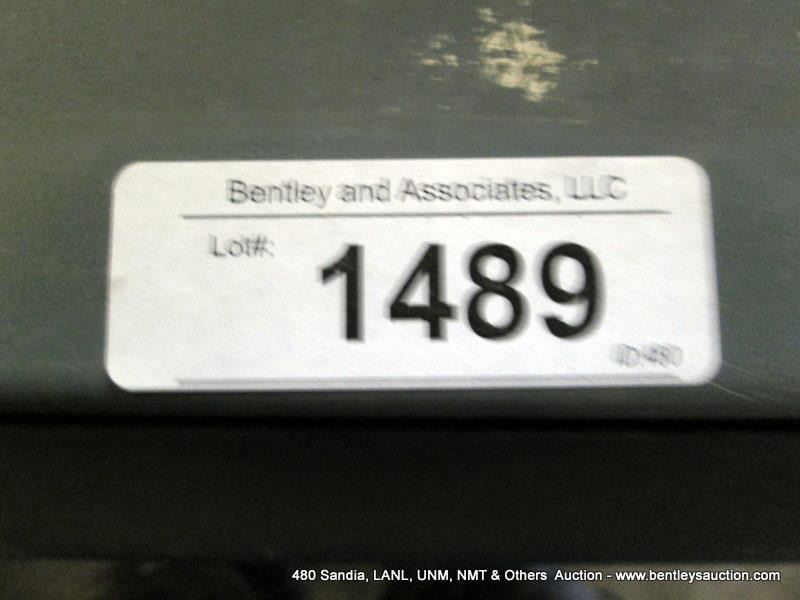 Bentley and Associates, LLC
Lot#:
1489
ID:480
480 Sandia, LANL, UNM, NMT & Others Auction - www.bentleysauction.com